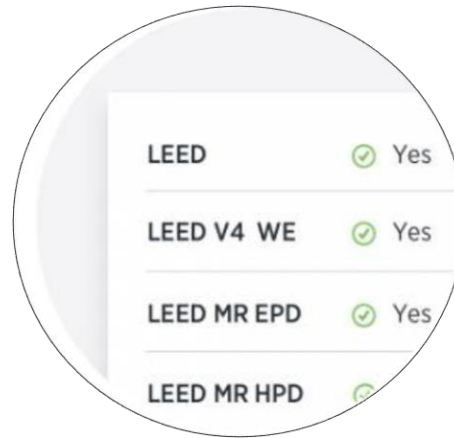 LEED Yes
LEED V4 WE Yes
LEED MR EPD Yes
LEED MR HPD